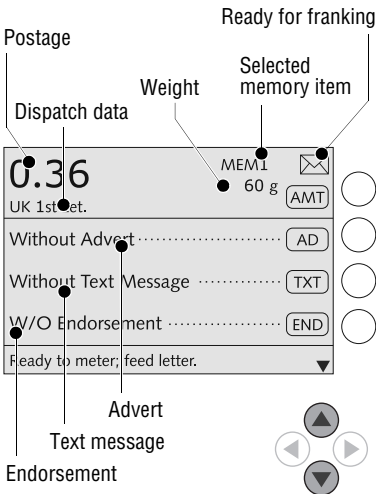 Ready for franking
Postage
Selected
memory item
Weight
Dispatch data
0.36
MEM1
60 g
AMT
UK 1st Let.
Without Advert
AD
Without Text Message
TXT
W/O Endorsement
END
Ready to meter; feed letter.
Advert
Text message
Endorsement